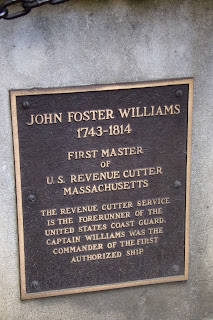 JOHN FOSTER WILLIAMS
1743-1814
FIRST MASTER
OF
U. S. REVENUE CUTTER
MASSACHUSETTS
THE REVENUE CUTTER SERVICE
IS THE FORERUNNER OF THE
UNITED STATES COAST GUARD.
CAPTAIN WILLIAMS WAS THE
COMMANDER OF THE FIRST
AUTHORIZED SHIP